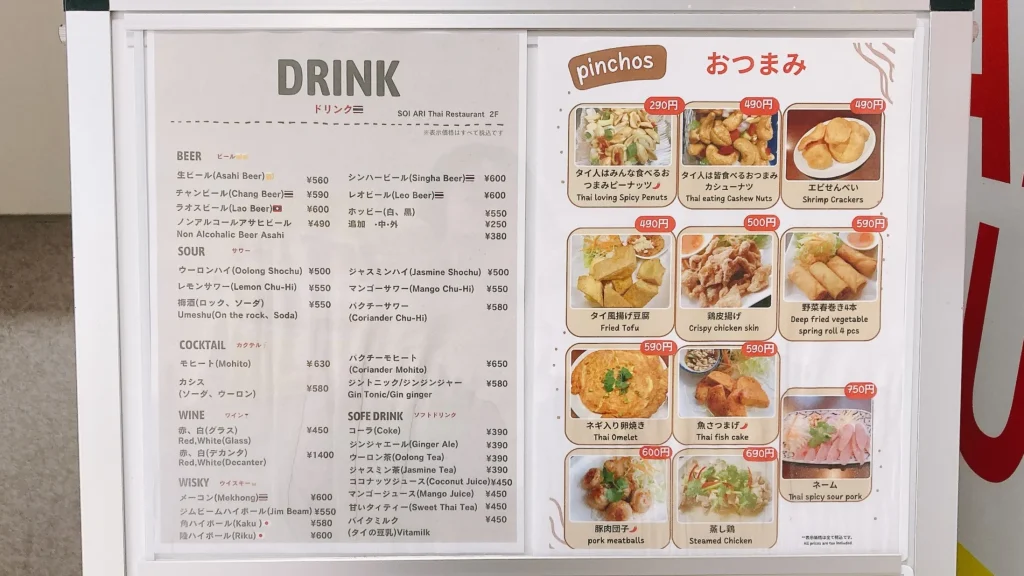 DRINK
ドリンク
SOI ARI Thai Restaurant 2F
※表示価格はすべて税込です
BEER ビール
生ビール(Asahi Beer) ¥560
チャンビール(Chang Beer) ¥590
ラオスビール(Lao Beer) ¥600
ノンアルコールアサヒビール ¥490
Non Alcoholic Beer Asahi
シンハービール(Singha Beer) ¥600
レオビール(Leo Beer) ¥600
ホッピー(白、黒) ¥550
追加 ・中・外 ¥250
¥380
SOUR サワー
ウーロンハイ(Oolong Shochu) ¥500
レモンサワー(Lemon Chu-Hi) ¥550
梅酒(ロック、ソーダ) ¥550
Umeshu(On the rock, Soda)
ジャスミンハイ(Jasmine Shochu) ¥500
マンゴーサワー(Mango Chu-Hi) ¥550
パクチーサワー ¥580
(Coriander Chu-Hi)
COCKTAIL カクテル
モヒート(Mohito) ¥630
カシス ¥580
(ソーダ、ウーロン)
パクチーモヒート ¥650
(Coriander Mohito)
ジントニック/ジンジンジャー ¥580
Gin Tonic/Gin ginger
WINE ワイン
赤、白(グラス) ¥450
Red,White(Glass)
赤、白(デカンタ) ¥1400
Red,White(Decanter)
WISKY ウイスキー
メーコン(Mekhong) ¥600
ジムビームハイボール(Jim Beam) ¥550
角ハイボール(Kaku) ¥580
陸ハイボール(Riku) ¥600
SOFE DRINK ソフトドリンク
コーラ(Coke) ¥390
ジンジャエール(Ginger Ale) ¥390
ウーロン茶(Oolong Tea) ¥390
ジャスミン茶(Jasmine Tea) ¥390
ココナッツジュース(Coconut Juice) ¥450
マンゴージュース(Mango Juice) ¥450
甘いタイティー(Sweet Thai Tea) ¥450
バイタミルク ¥450
(タイの豆乳)Vitamilk
pinchos
おつまみ
290円
タイ人はみんな食べるお
つまみピーナッツ
Thai loving Spicy Penuts
490円
タイ人は皆食べるおつまみ
カシューナツ
Thai eating Cashew Nuts
490円
エビせんべい
Shrimp Crackers
490円
タイ風揚げ豆腐
Fried Tofu
500円
鶏皮揚げ
Crispy chicken skin
590円
野菜春巻き4本
Deep fried vegetable
spring roll 4 pcs
590円
ネギ入り卵焼き
Thai Omelet
590円
魚さつまげ
Thai fish cake
750円
ネーム
Thai spicy sour pork
600円
豚肉団子
pork meatballs
690円
蒸し鶏
Steamed Chicken